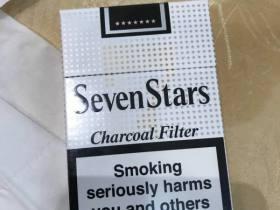 SevenStars
Charcoal Filter
Smoking
seriously harms
you and others